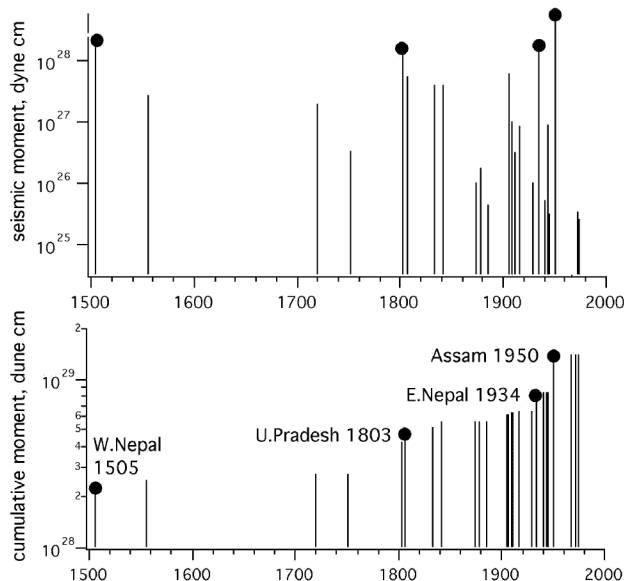 seismic moment, dyne cm
10^28
10^27
10^26
10^25
1500 1600 1700 1800 1900 2000
cumulative moment, dune cm
2
10^29
8
6
5
4
3
2
10^28
W.Nepal
1505
U.Pradesh 1803
E.Nepal 1934
Assam 1950
1500 1600 1700 1800 1900 2000